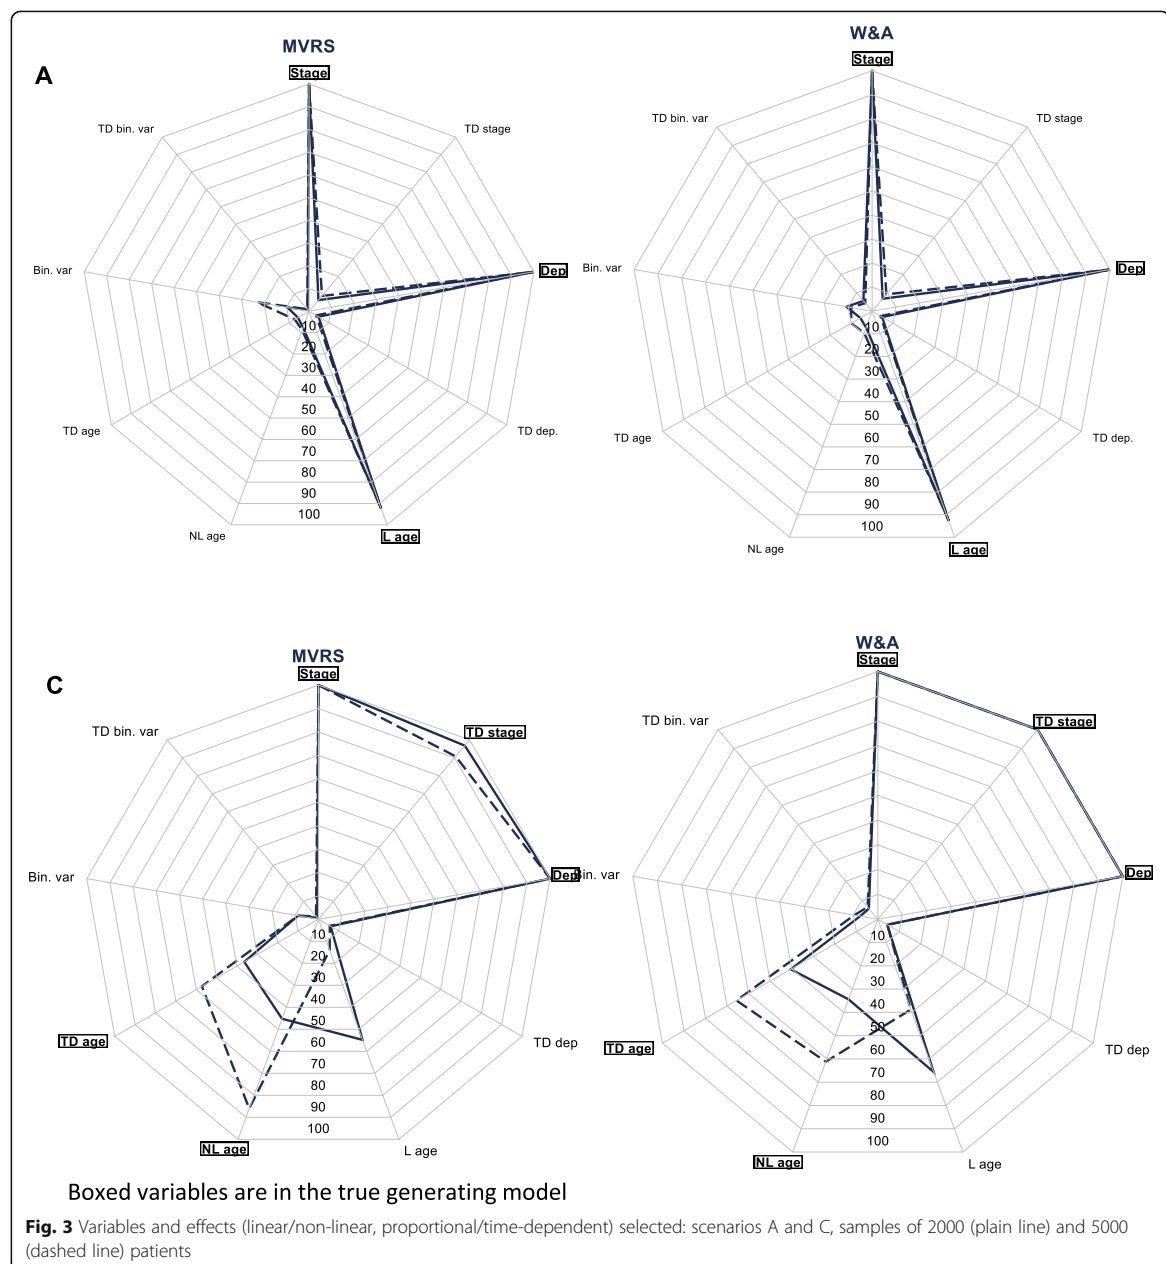 A
MVRS
Stage
TD bin. var
TD stage
Bin. var
Dep
TD age
TD dep.
NL age
L age
10
20
30
40
50
60
70
80
90
100
W&A
Stage
TD bin. var
TD stage
Bin. var
Dep
TD age
TD dep.
NL age
L age
10
20
30
40
50
60
70
80
90
100
C
MVRS
Stage
TD bin. var
TD stage
Bin. var
Dep
TD age
TD dep
NL age
L age
10
20
30
40
50
60
70
80
90
100
W&A
Stage
TD bin. var
TD stage
Bin. var
Dep
TD age
TD dep
NL age
L age
10
20
30
40
50
60
70
80
90
100
Boxed variables are in the true generating model
Fig. 3 Variables and effects (linear/non-linear, proportional/time-dependent) selected: scenarios A and C, samples of 2000 (plain line) and 5000
(dashed line) patients